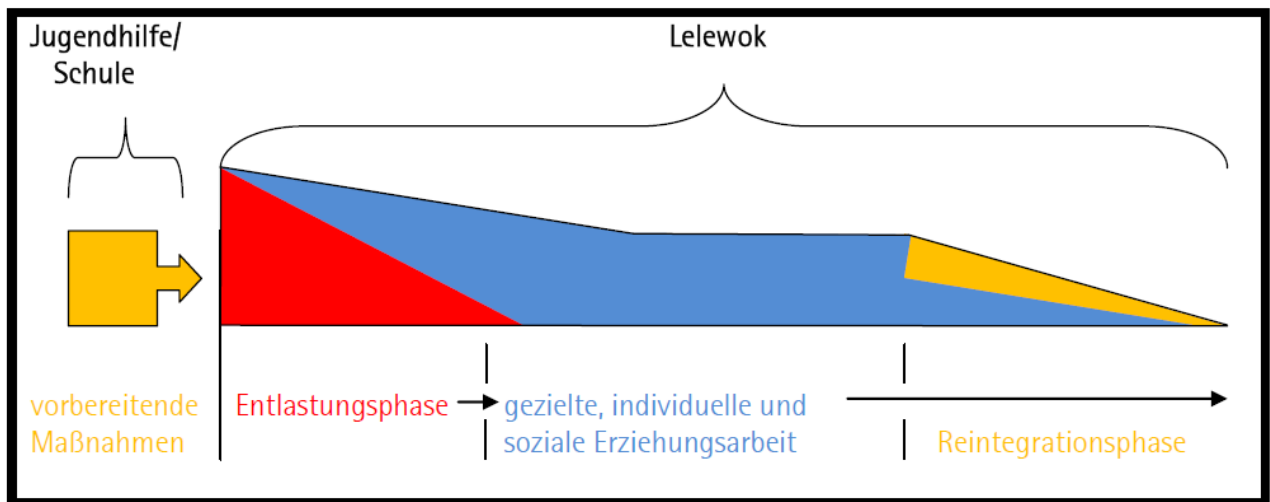 Jugendhilfe/
Schule
Lelewok
vorbereitende
Maßnahmen
Entlastungsphase
gezielte, individuelle und
soziale Erziehungsarbeit
Reintegrationsphase